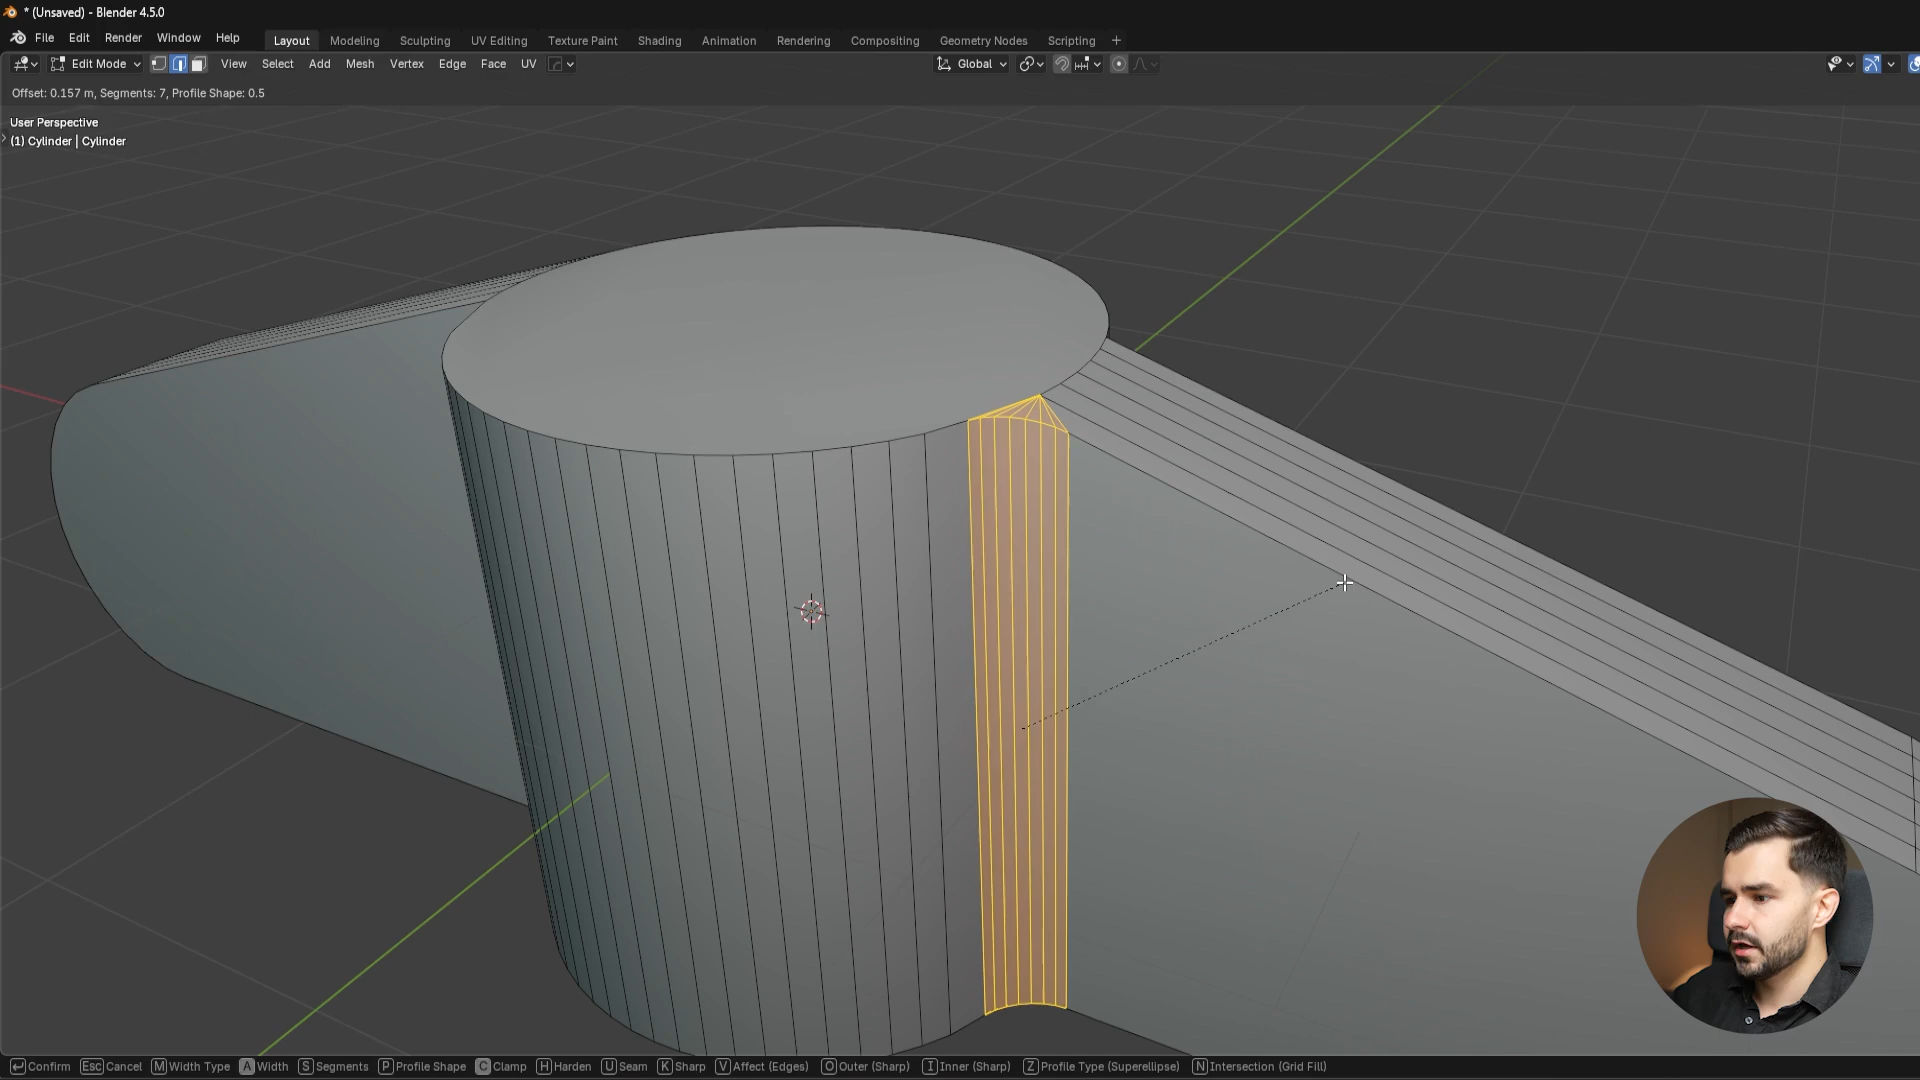 * (Unsaved) - Blender 4.5.0
File Edit Render Window Help Layout Modeling Sculpting UV Editing Texture Paint Shading Animation Rendering Compositing Geometry Nodes Scripting +
Edit Mode View Select Add Mesh Vertex Edge Face UV Global
Offset: 0.157 m, Segments: 7, Profile Shape: 0.5
User Perspective
(1) Cylinder | Cylinder
Confirm Esc Cancel M Width Type A Width S Segments P Profile Shape C Clamp H Harden U Seam K Sharp V Affect (Edges) O Outer (Sharp) I Inner (Sharp) Z Profile Type (Superellipse) N Intersection (Grid Fill)